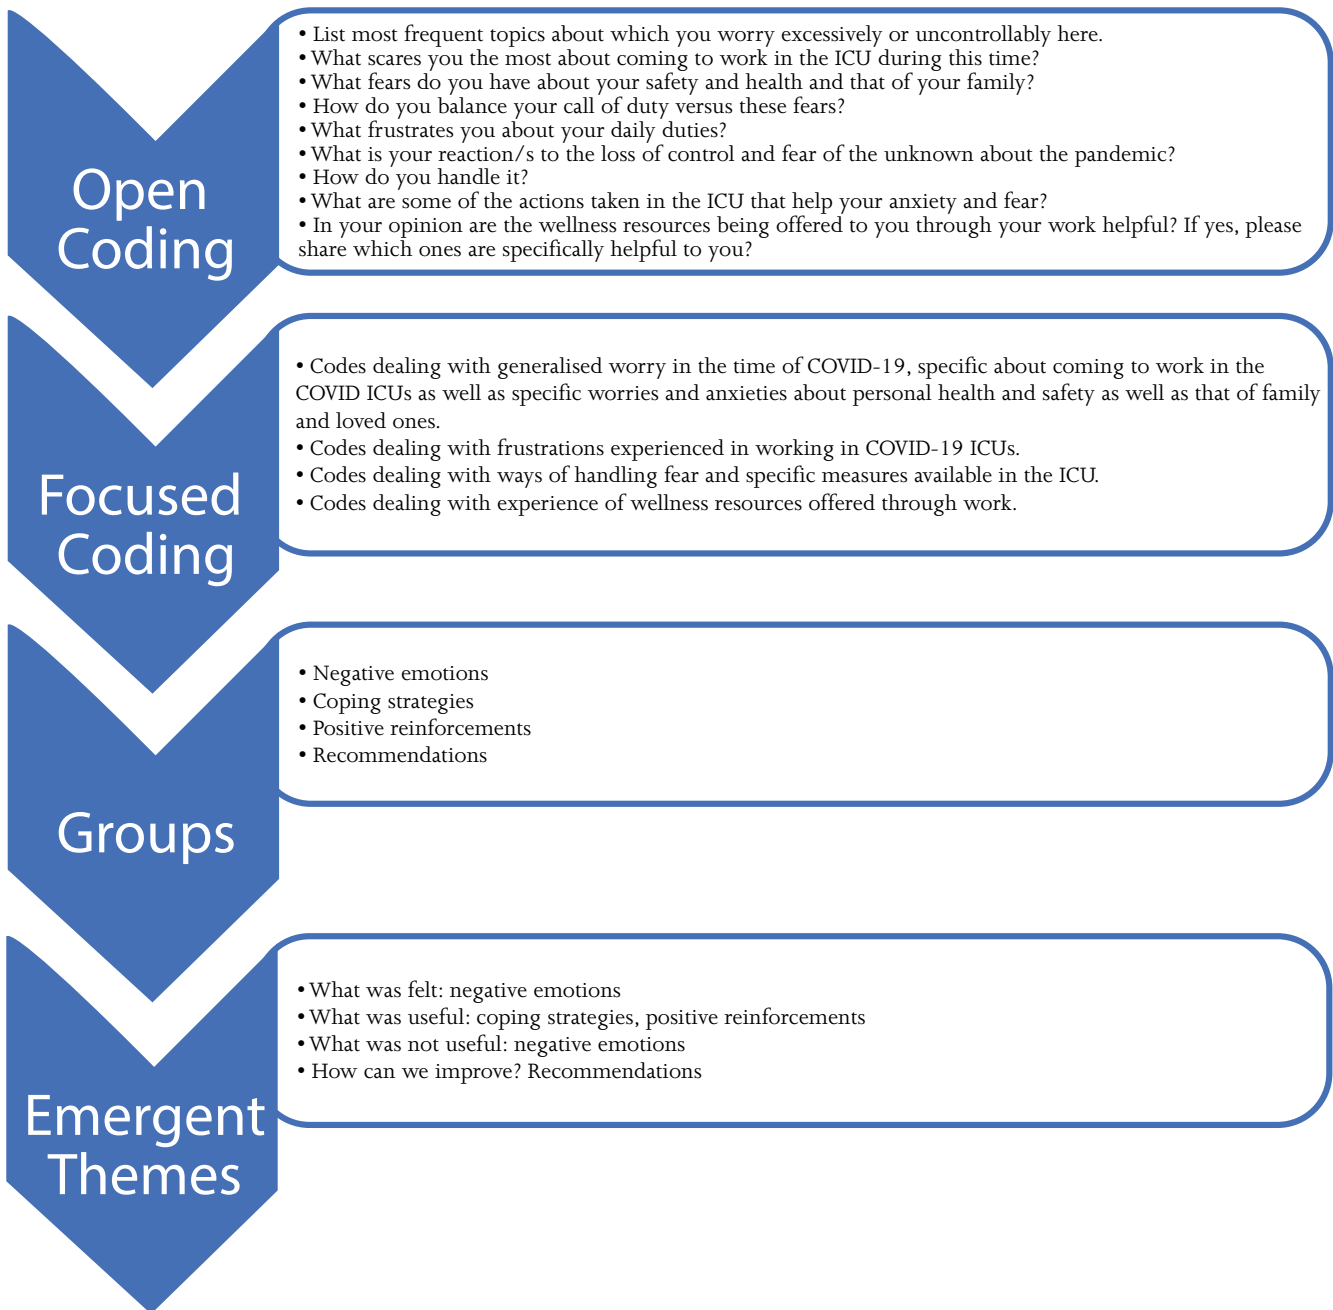 Open
Coding
• List most frequent topics about which you worry excessively or uncontrollably here.
• What scares you the most about coming to work in the ICU during this time?
• What fears do you have about your safety and health and that of your family?
• How do you balance your call of duty versus these fears?
• What frustrates you about your daily duties?
• What is your reaction/s to the loss of control and fear of the unknown about the pandemic?
• How do you handle it?
• What are some of the actions taken in the ICU that help your anxiety and fear?
• In your opinion are the wellness resources being offered to you through your work helpful? If yes, please
share which ones are specifically helpful to you?
Focused
Coding
• Codes dealing with generalised worry in the time of COVID-19, specific about coming to work in the
COVID ICUs as well as specific worries and anxieties about personal health and safety as well as that of family
and loved ones.
• Codes dealing with frustrations experienced in working in COVID-19 ICUs.
• Codes dealing with ways of handling fear and specific measures available in the ICU.
• Codes dealing with experience of wellness resources offered through work.
Groups
• Negative emotions
• Coping strategies
• Positive reinforcements
• Recommendations
Emergent
Themes
• What was felt: negative emotions
• What was useful: coping strategies, positive reinforcements
• What was not useful: negative emotions
• How can we improve? Recommendations